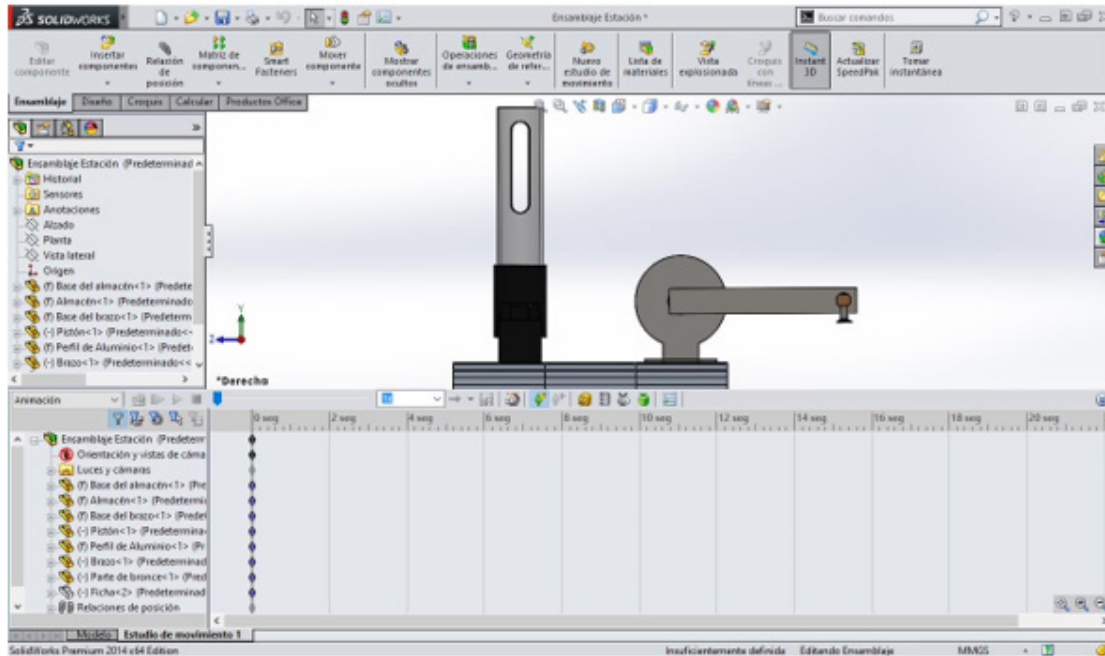 SOLIDWORKS
Ensamblaje Estación *
Buscar comandos
Editar componente
Insertar componentes
Relación de posición
Matriz de componen...
Smart Fasteners
Mover componente
Mostrar componentes ocultos
Operaciones de ensamb...
Geometría de refer...
Nuevo estudio de movimiento
Lista de materiales
Vista explosionada
Croquis con líneas ...
Instant 3D
Actualizar SpeedPak
Tomar instantánea
Ensamblaje Diseño Croquis Calcular Productos Office
Ensamblaje Estación (Predeterminad
Historial
Sensores
Anotaciones
Alzado
Planta
Vista lateral
Origen
(f) Base del almacén<1> (Predete
(f) Almacén<1> (Predeterminado
(f) Base del brazo<1> (Predeterm
(-) Pistón<1> (Predeterminado<
(f) Perfil de Aluminio<1> (Predet
(-) Brazo<1> (Predeterminado<<
Y
Z
*Derecha
Animación
0 seg 2 seg 4 seg 6 seg 8 seg 10 seg 12 seg 14 seg 16 seg 18 seg 20 seg
Ensamblaje Estación (Predeterm
Orientación y vistas de cáma
Luces y cámaras
(f) Base del almacén<1> (Pre
(f) Almacén<1> (Predetermi
(f) Base del brazo<1> (Predet
(-) Pistón<1> (Predetermina
(f) Perfil de Aluminio<1> (Pr
(-) Brazo<1> (Predeterminad
(-) Parte de bronce<1> (Pred
(-) Ficha<2> (Predeterminad
Relaciones de posición
Modelo Estudio de movimiento 1
SolidWorks Premium 2014 x64 Edition
Insuficientemente definida Editando Ensamblaje MMGS